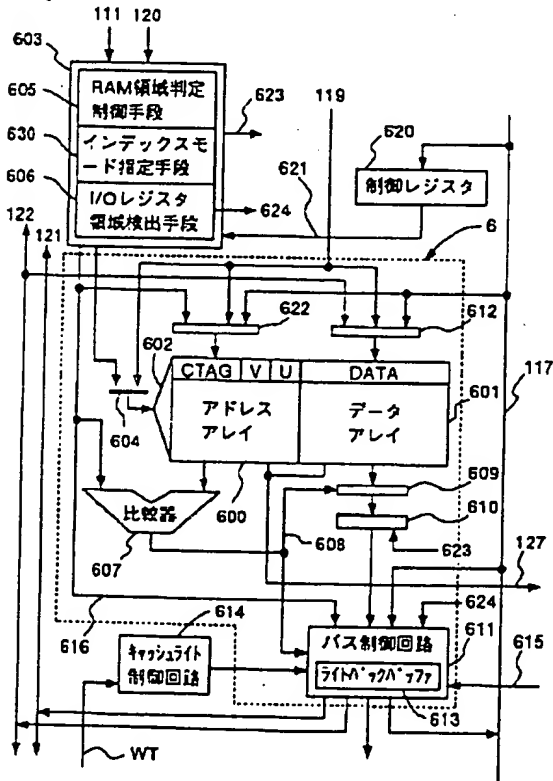 111
120
603
605
RAM領域判定
制御手段
623
119
630
インデックスモ
ード指定手段
620
制御レジスタ
606
I/Oレジスタ
領域検出手段
624
621
122
121
6
622
612
602
CTAG
V
U
DATA
601
117
604
アドレス
アレイ
データ
アレイ
609
比較器
600
610
607
608
623
127
624
614
616
キャッシュライト
制御回路
バス制御回路
611
615
ライトバックバッファ
613
WT